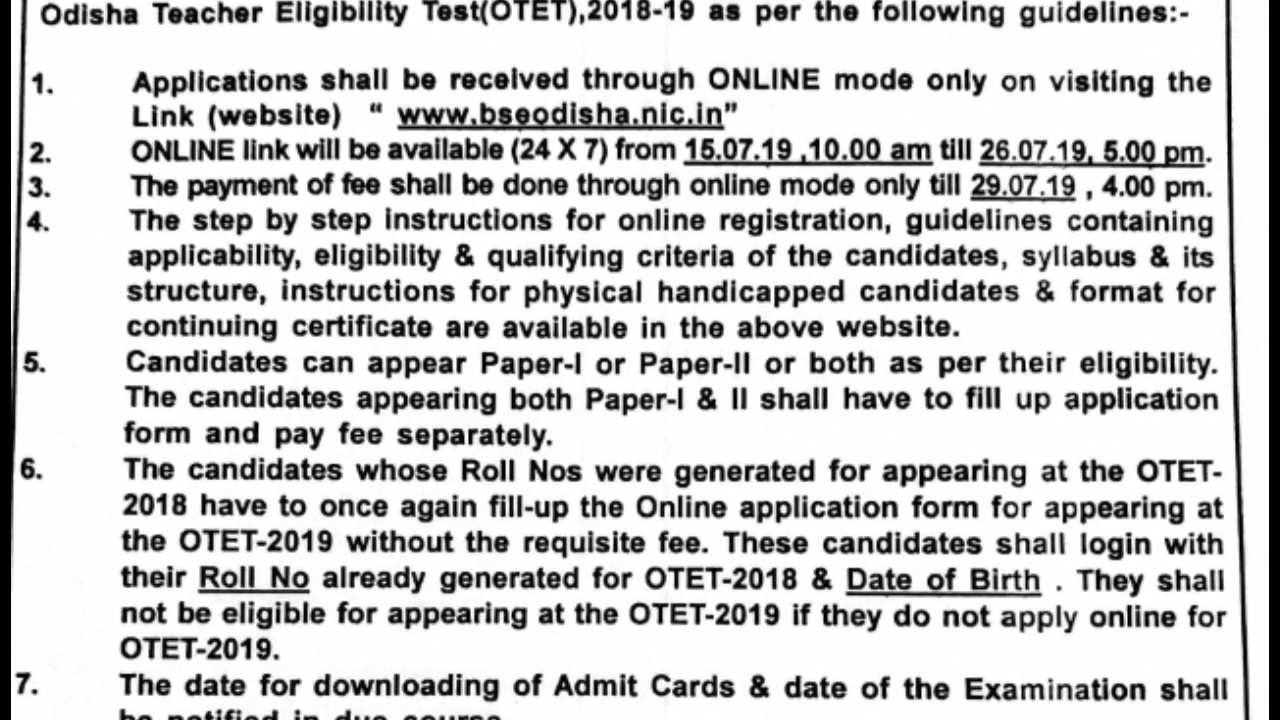 Odisha Teacher Eligibility Test(OTET),2018-19 as per the following guidelines:-
1. Applications shall be received through ONLINE mode only on visiting the
Link (website) “ www.bseodisha.nic.in”
2. ONLINE link will be available (24 X 7) from 15.07.19 ,10.00 am till 26.07.19, 5.00 pm.
3. The payment of fee shall be done through online mode only till 29.07.19 , 4.00 pm.
4. The step by step instructions for online registration, guidelines containing
applicability, eligibility & qualifying criteria of the candidates, syllabus & its
structure, instructions for physical handicapped candidates & format for
continuing certificate are available in the above website.
5. Candidates can appear Paper-I or Paper-II or both as per their eligibility.
The candidates appearing both Paper-I & II shall have to fill up application
form and pay fee separately.
6. The candidates whose Roll Nos were generated for appearing at the OTET-
2018 have to once again fill-up the Online application form for appearing at
the OTET-2019 without the requisite fee. These candidates shall login with
their Roll No already generated for OTET-2018 & Date of Birth . They shall
not be eligible for appearing at the OTET-2019 if they do not apply online for
OTET-2019.
7. The date for downloading of Admit Cards & date of the Examination shall
be notified in due course.